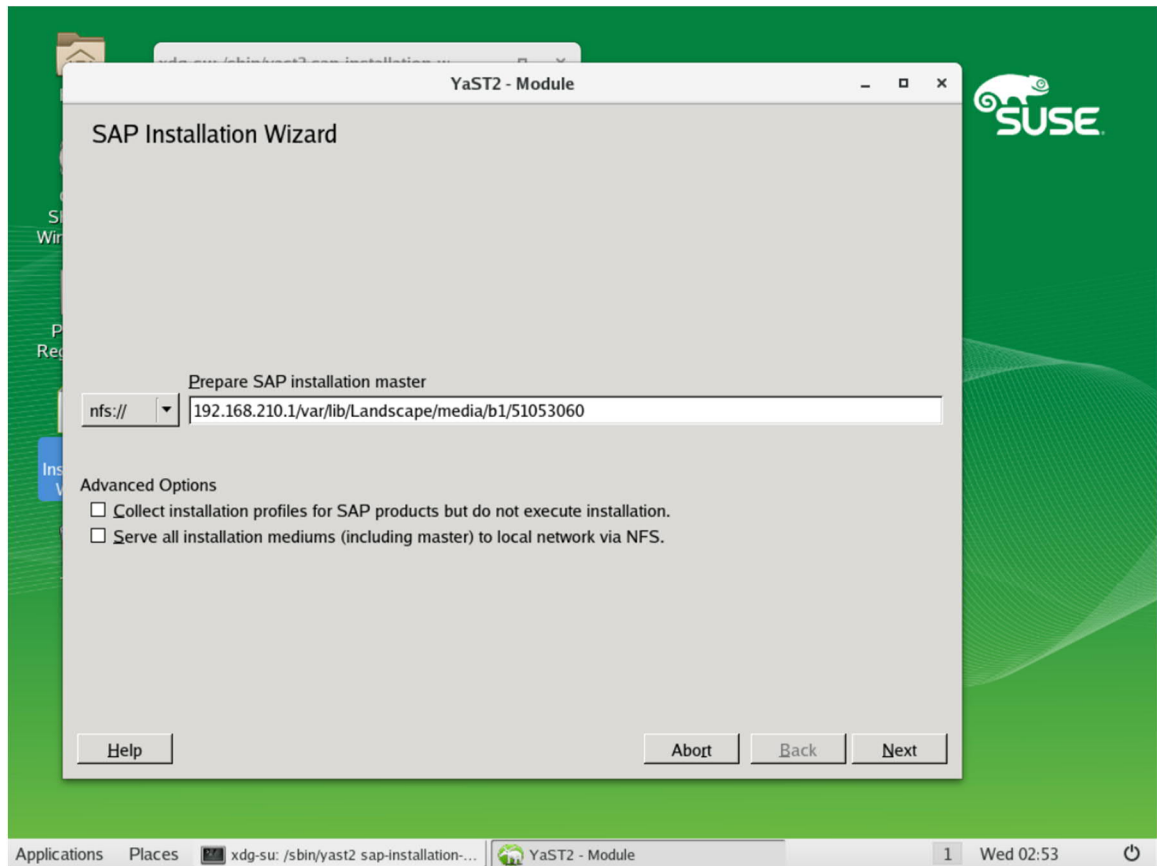 YaST2 - Module
SUSE
SAP Installation Wizard
Prepare SAP installation master
nfs://
192.168.210.1/var/lib/Landscape/media/b1/51053060
Advanced Options
Collect installation profiles for SAP products but do not execute installation.
Serve all installation mediums (including master) to local network via NFS.
Help
Abort
Back
Next
Applications
Places
xdg-su: /sbin/yast2 sap-installation-...
YaST2 - Module
1
Wed 02:53